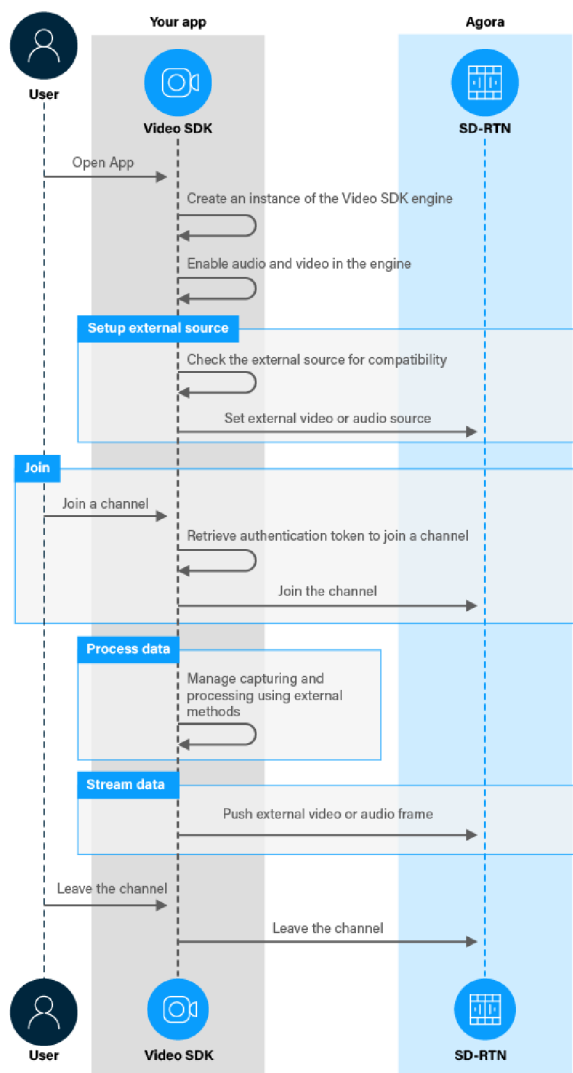 Your app
Agora
User
Video SDK
SD-RTN
Open App
Create an instance of the Video SDK engine
Enable audio and video in the engine
Setup external source
Check the external source for compatibility
Set external video or audio source
Join
Join a channel
Retrieve authentication token to join a channel
Join the channel
Process data
Manage capturing and
processing using external
methods
Stream data
Push external video or audio frame
Leave the channel
Leave the channel
User
Video SDK
SD-RTN